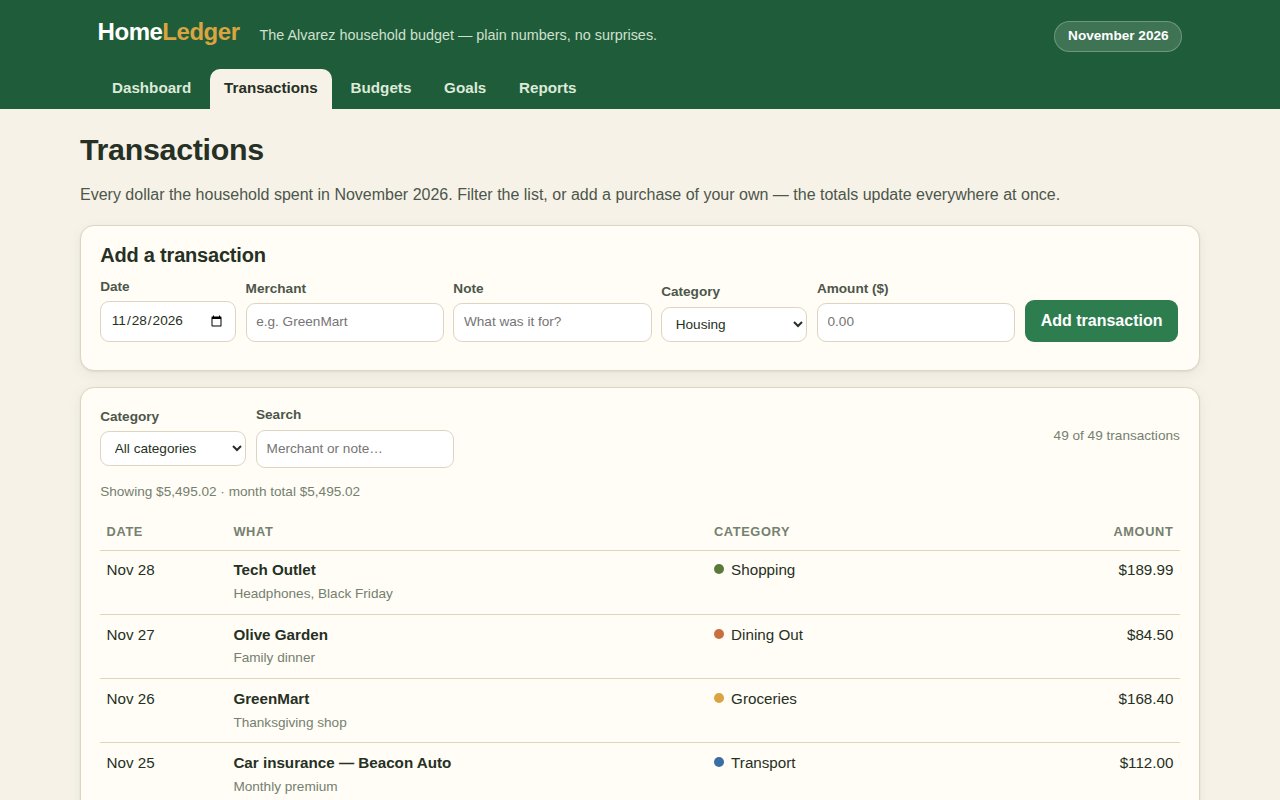 HomeLedger The Alvarez household budget — plain numbers, no surprises. November 2026
Dashboard Transactions Budgets Goals Reports
Transactions
Every dollar the household spent in November 2026. Filter the list, or add a purchase of your own — the totals update everywhere at once.
Add a transaction
Date Merchant Note Category Amount ($)
11/28/2026 e.g. GreenMart What was it for? Housing 0.00 Add transaction
Category Search
All categories Merchant or note… 49 of 49 transactions
Showing $5,495.02 · month total $5,495.02
DATE WHAT CATEGORY AMOUNT
Nov 28 Tech Outlet Shopping $189.99
Headphones, Black Friday
Nov 27 Olive Garden Dining Out $84.50
Family dinner
Nov 26 GreenMart Groceries $168.40
Thanksgiving shop
Nov 25 Car insurance — Beacon Auto Transport $112.00
Monthly premium